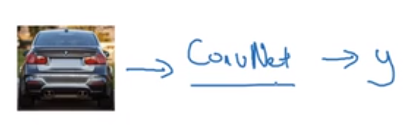 → ConvNet → y